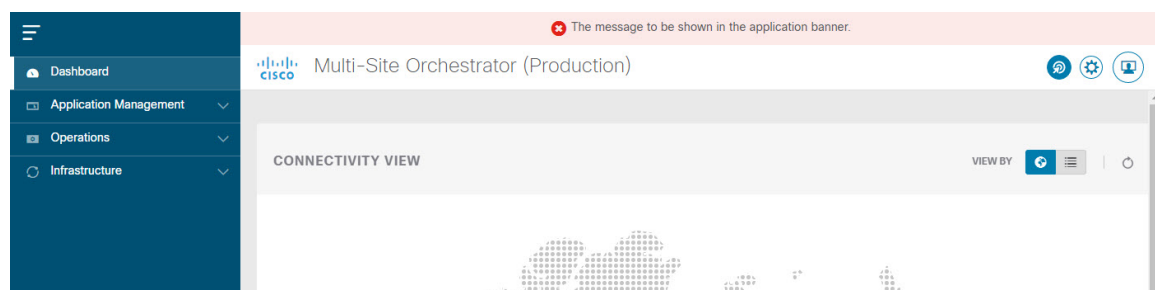 The message to be shown in the application banner.
Dashboard
Application Management
Operations
Infrastructure
CISCO
Multi-Site Orchestrator (Production)
CONNECTIVITY VIEW
VIEW BY